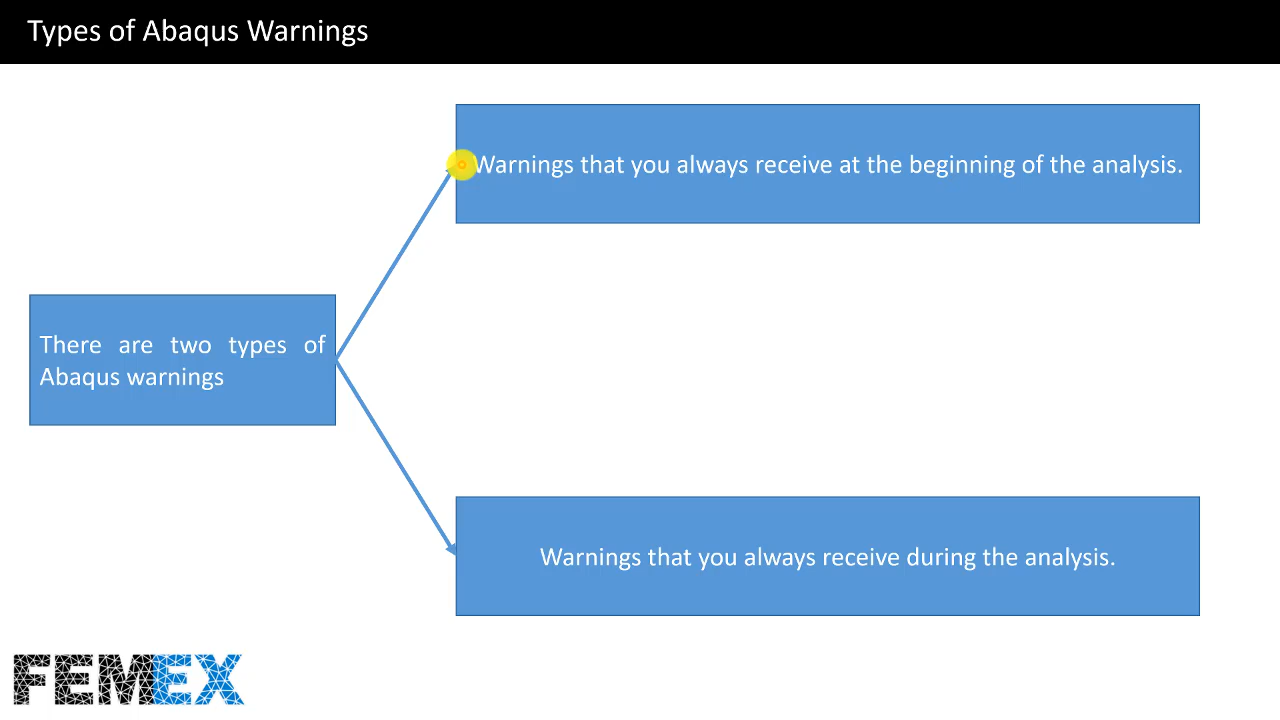 Types of Abaqus Warnings
Warnings that you always receive at the beginning of the analysis.
There are two types of
Abaqus warnings
Warnings that you always receive during the analysis.
FEMEX